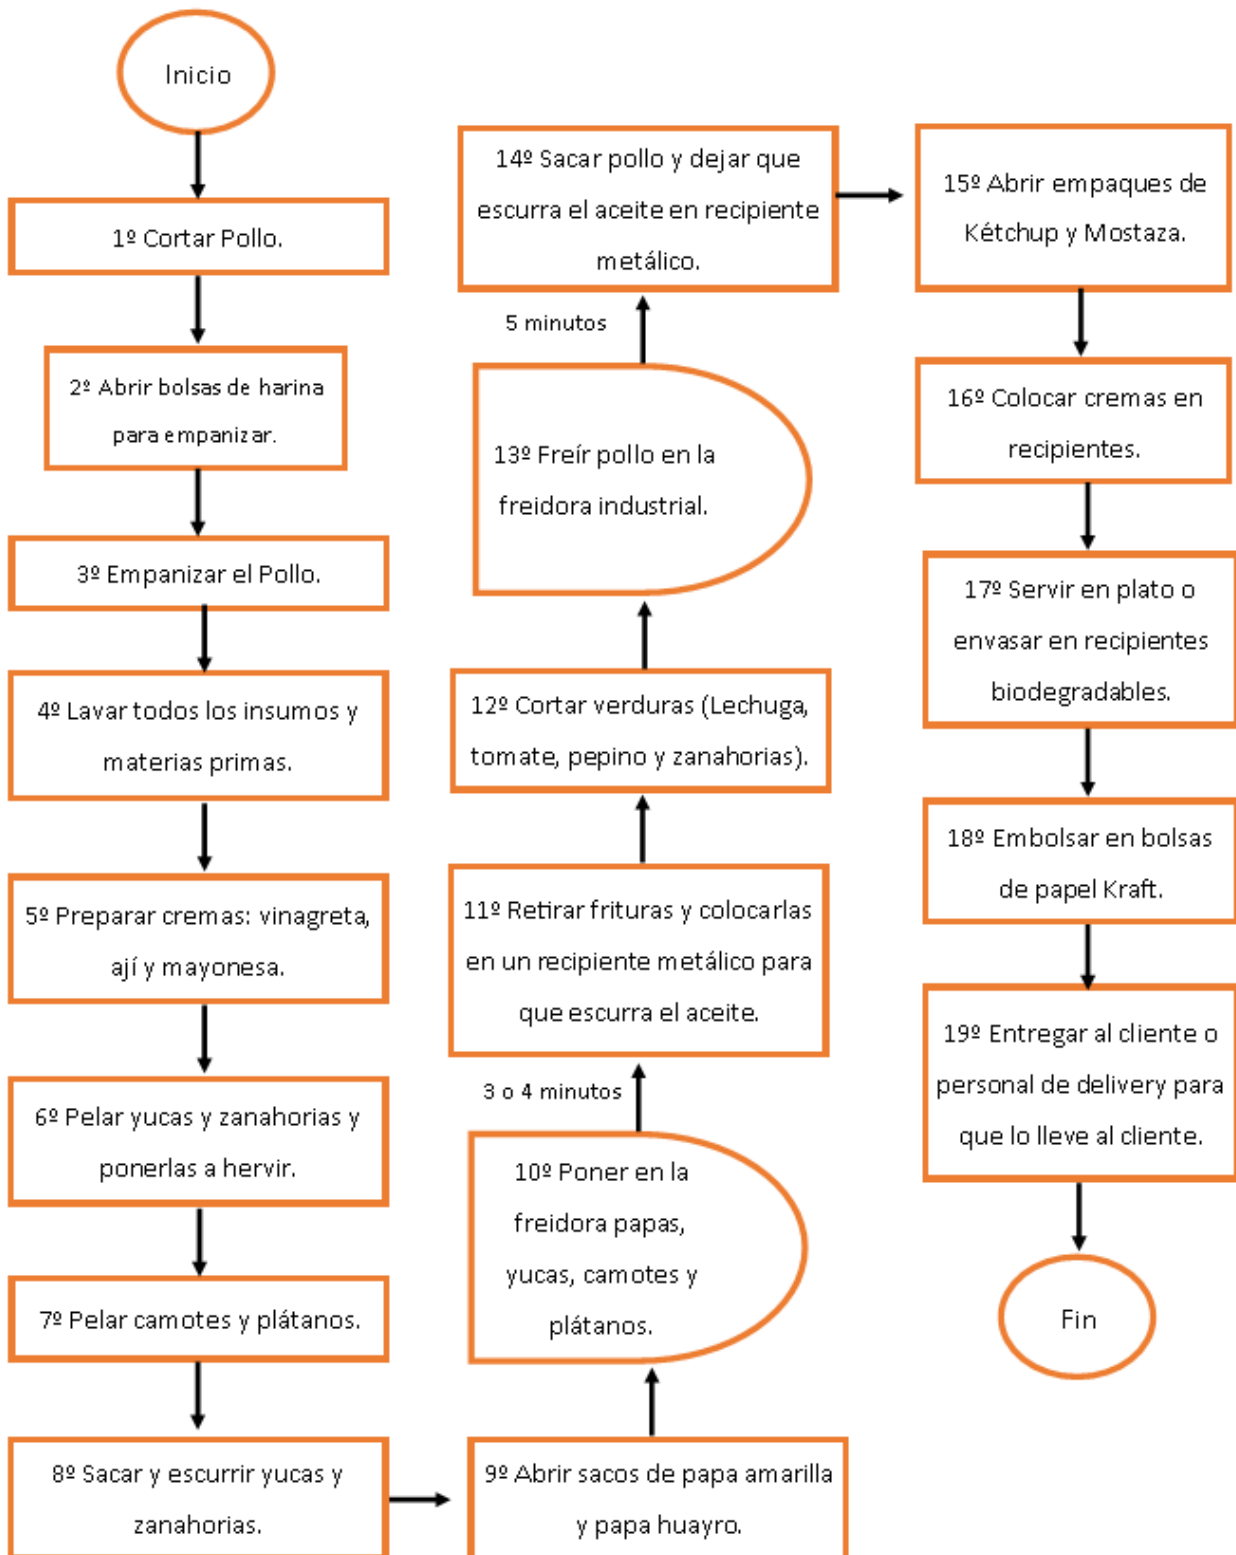 Inicio
1º Cortar Pollo.
2º Abrir bolsas de harina
para empanizar.
3º Empanizar el Pollo.
4º Lavar todos los insumos y
materias primas.
5º Preparar cremas: vinagreta,
ají y mayonesa.
6º Pelar yucas y zanahorias y
ponerlas a hervir.
7º Pelar camotes y plátanos.
8º Sacar y escurrir yucas y
zanahorias.
9º Abrir sacos de papa amarilla
y papa huayro.
10º Poner en la
freidora papas,
yucas, camotes y
plátanos.
3 o 4 minutos
11º Retirar frituras y colocarlas
en un recipiente metálico para
que escurra el aceite.
12º Cortar verduras (Lechuga,
tomate, pepino y zanahorias).
13º Freír pollo en la
freidora industrial.
5 minutos
14º Sacar pollo y dejar que
escurra el aceite en recipiente
metálico.
15º Abrir empaques de
Kétchup y Mostaza.
16º Colocar cremas en
recipientes.
17º Servir en plato o
envasar en recipientes
biodegradables.
18º Embolsar en bolsas
de papel Kraft.
19º Entregar al cliente o
personal de delivery para
que lo lleve al cliente.
Fin